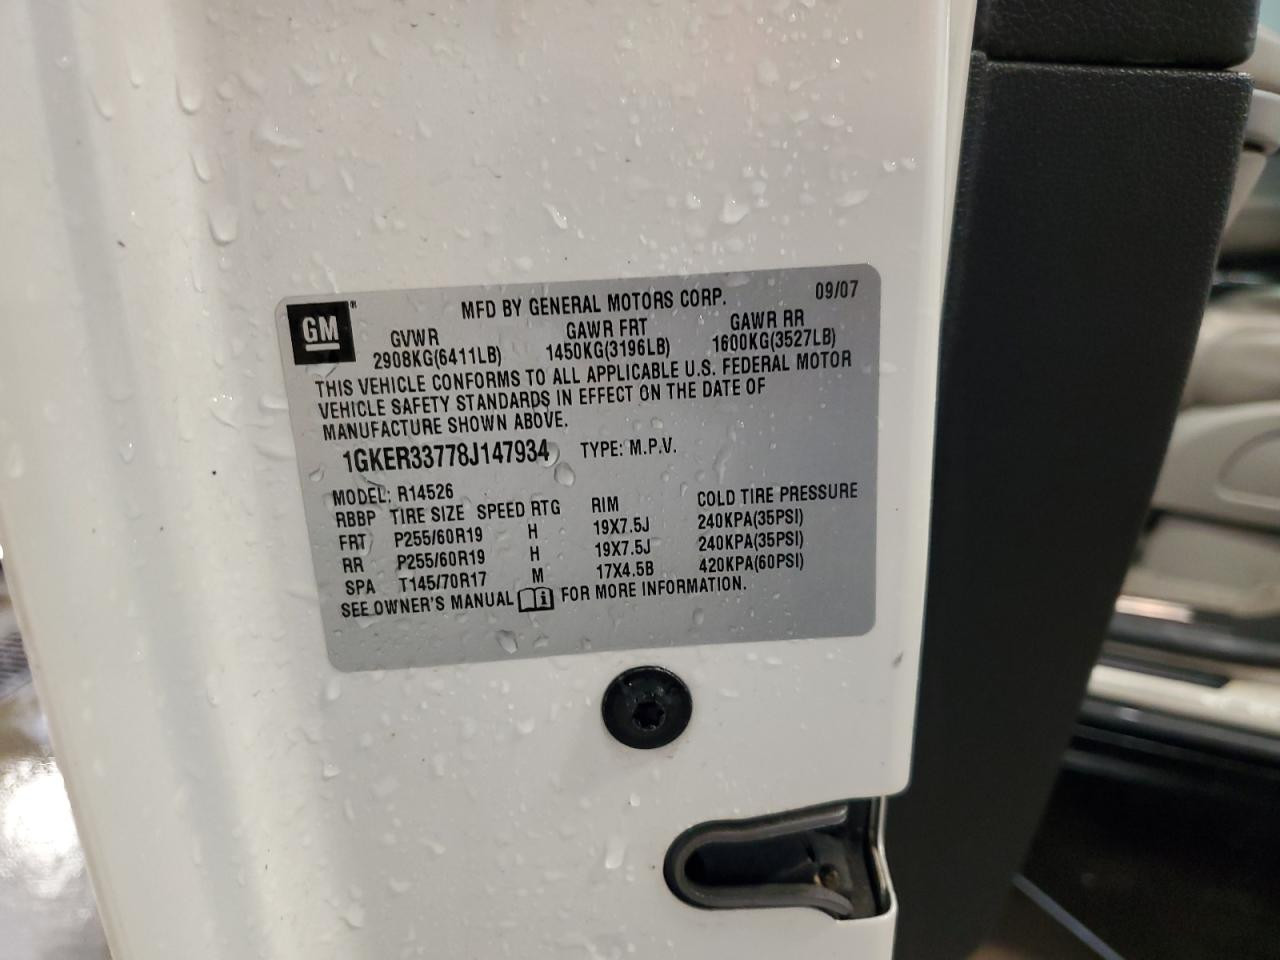 GM ®
MFD BY GENERAL MOTORS CORP. 09/07
GVWR GAWR FRT GAWR RR
2908KG(6411LB) 1450KG(3196LB) 1600KG(3527LB)
THIS VEHICLE CONFORMS TO ALL APPLICABLE U.S. FEDERAL MOTOR
VEHICLE SAFETY STANDARDS IN EFFECT ON THE DATE OF
MANUFACTURE SHOWN ABOVE.
1GKER33778J147934 TYPE: M.P.V.
MODEL: R14526
RBBP TIRE SIZE SPEED RTG RIM COLD TIRE PRESSURE
FRT P255/60R19 H 19X7.5J 240KPA(35PSI)
RR P255/60R19 H 19X7.5J 240KPA(35PSI)
SPA T145/70R17 M 17X4.5B 420KPA(60PSI)
SEE OWNER'S MANUAL i FOR MORE INFORMATION.